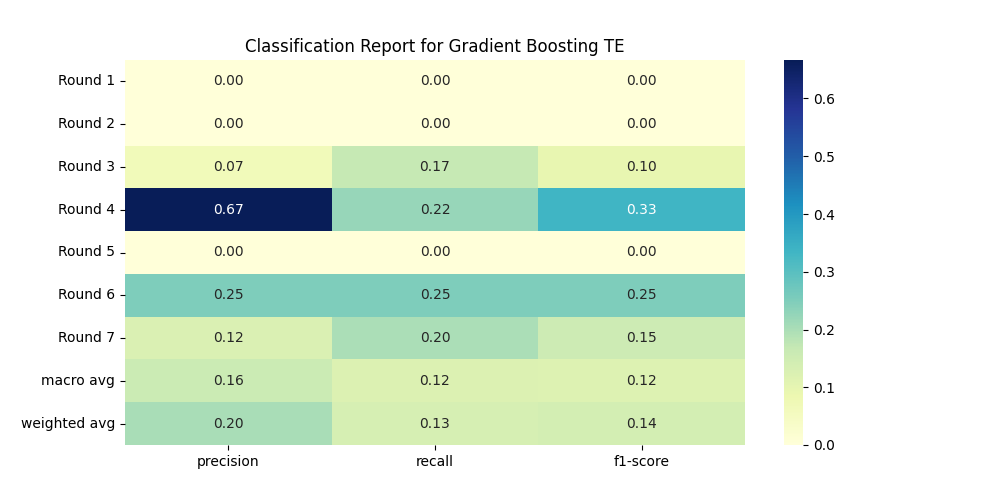 Classification Report for Gradient Boosting TE
Round 1 0.00 0.00 0.00
Round 2 0.00 0.00 0.00
Round 3 0.07 0.17 0.10
Round 4 0.67 0.22 0.33
Round 5 0.00 0.00 0.00
Round 6 0.25 0.25 0.25
Round 7 0.12 0.20 0.15
macro avg 0.16 0.12 0.12
weighted avg 0.20 0.13 0.14
precision recall f1-score
0.6
0.5
0.4
0.3
0.2
0.1
0.0